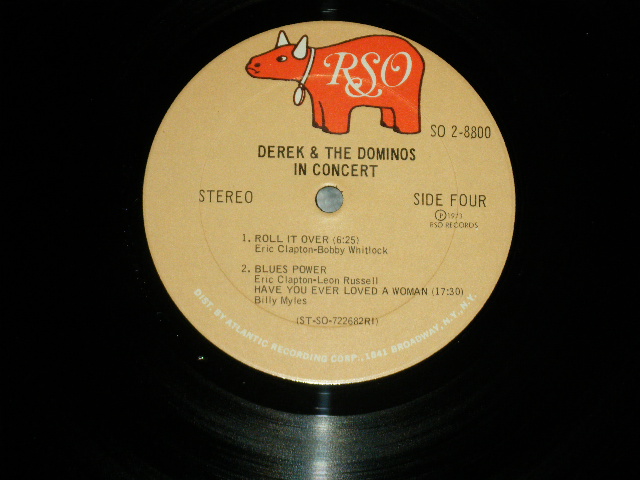 RSO
SO 2-8800
DEREK & THE DOMINOS
IN CONCERT
STEREO
SIDE FOUR
Ⓟ1971
RSO RECORDS
1. ROLL IT OVER (6:25)
Eric Clapton-Bobby Whitlock
2. BLUES POWER
Eric Clapton-Leon Russell
HAVE YOU EVER LOVED A WOMAN (17:30)
Billy Myles
(ST-SO-722682RI)
DIST. BY ATLANTIC RECORDING CORP., 1841 BROADWAY, N.Y., N.Y.